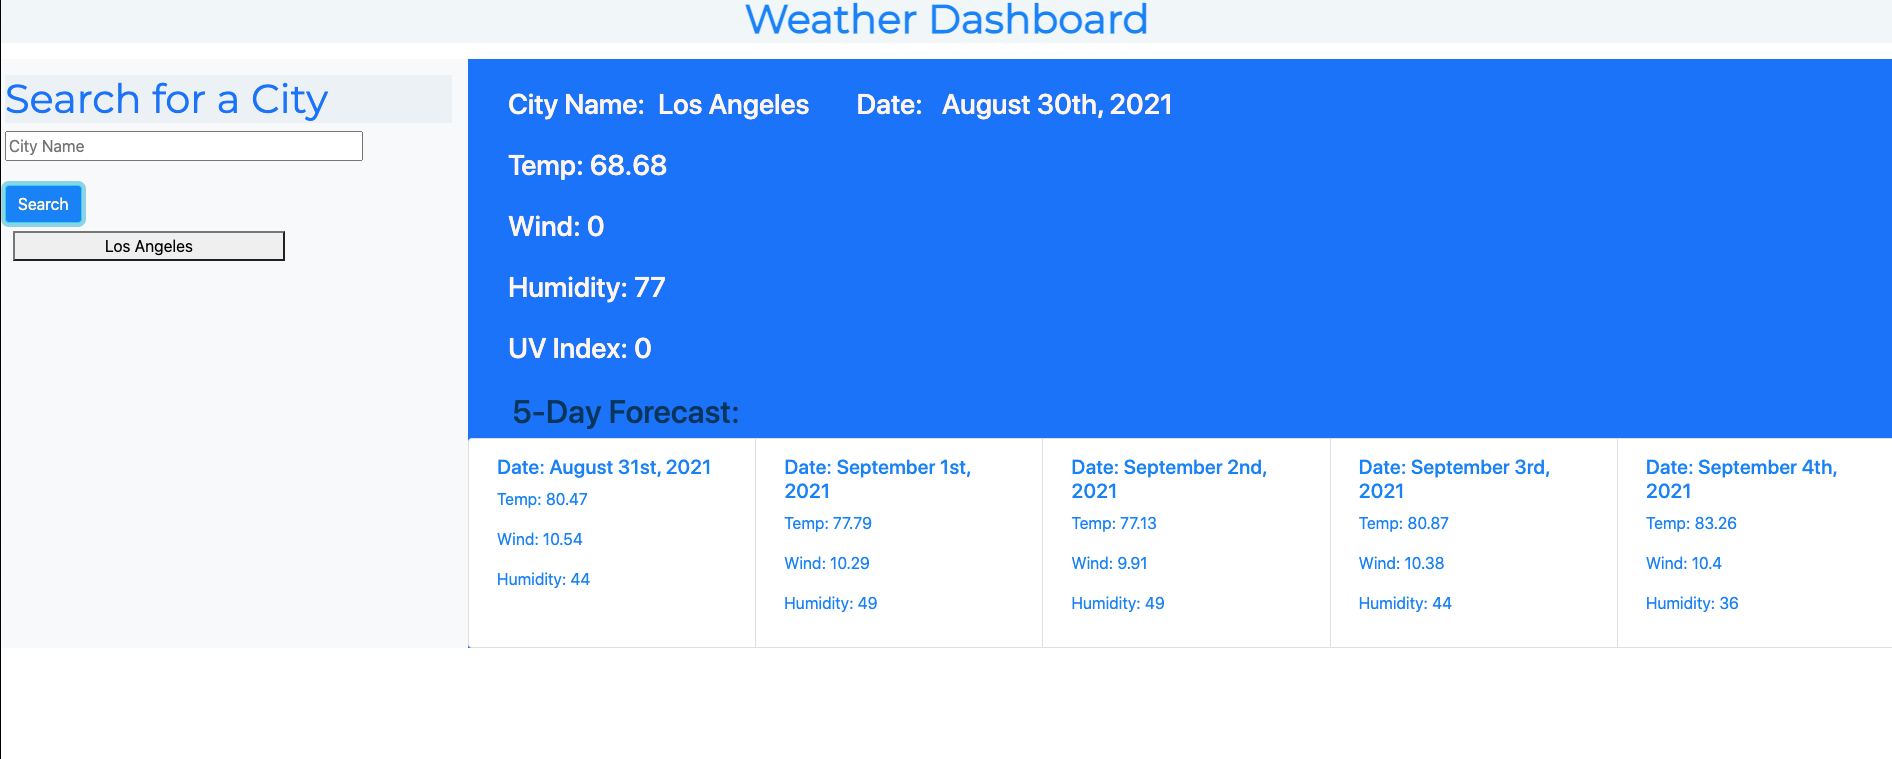 Weather Dashboard
Search for a City
City Name
Search
Los Angeles
City Name: Los Angeles Date: August 30th, 2021
Temp: 68.68
Wind: 0
Humidity: 77
UV Index: 0
5-Day Forecast:
Date: August 31st, 2021
Temp: 80.47
Wind: 10.54
Humidity: 44
Date: September 1st,
2021
Temp: 77.79
Wind: 10.29
Humidity: 49
Date: September 2nd,
2021
Temp: 77.13
Wind: 9.91
Humidity: 49
Date: September 3rd,
2021
Temp: 80.87
Wind: 10.38
Humidity: 44
Date: September 4th,
2021
Temp: 83.26
Wind: 10.4
Humidity: 36